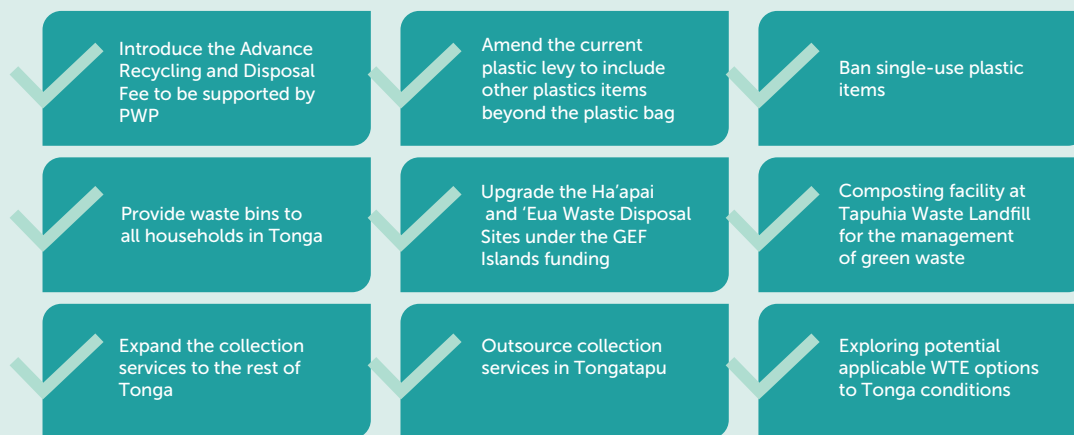 Introduce the Advance
Recycling and Disposal
Fee to be supported by
PWP
Amend the current
plastic levy to include
other plastics items
beyond the plastic bag
Ban single-use plastic
items
Provide waste bins to
all households in Tonga
Upgrade the Ha’apai
and ‘Eua Waste Disposal
Sites under the GEF
Islands funding
Composting facility at
Tapuhia Waste Landfill
for the management
of green waste
Expand the collection
services to the rest of
Tonga
Outsource collection
services in Tongatapu
Exploring potential
applicable WTE options
to Tonga conditions